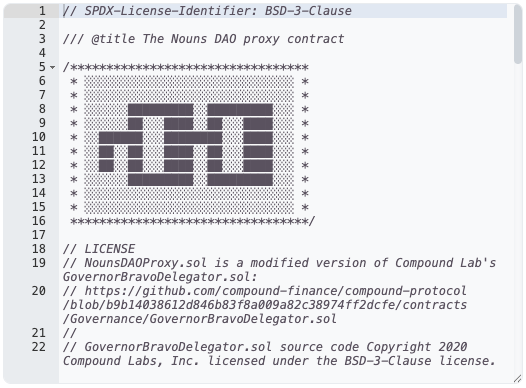 1 // SPDX-License-Identifier: BSD-3-Clause
2
3 /// @title The Nouns DAO proxy contract
4
5 /*********************************
6  * ░░░░░░░░░░░░░░░░░░░░░░░░░░░░░ *
7  * ░░░░░░░░░░░░░░░░░░░░░░░░░░░░░ *
8  * ░░░░░░█████████░░█████████░░░ *
9  * ░░░░░░██░░░████░░██░░░████░░░ *
10  * ░░██████░░░████████░░░████░░░ *
11  * ░░██░░██░░░████░░██░░░████░░░ *
12  * ░░██░░██░░░████░░██░░░████░░░ *
13  * ░░░░░░█████████░░█████████░░░ *
14  * ░░░░░░░░░░░░░░░░░░░░░░░░░░░░░ *
15  * ░░░░░░░░░░░░░░░░░░░░░░░░░░░░░ *
16  *********************************/
17
18 // LICENSE
19 // NounsDAOProxy.sol is a modified version of Compound Lab's
GovernorBravoDelegator.sol:
20 // https://github.com/compound-finance/compound-protocol
/blob/b9b14038612d846b83f8a009a82c38974ff2dcfe/contracts
/Governance/GovernorBravoDelegator.sol
21 //
22 // GovernorBravoDelegator.sol source code Copyright 2020
Compound Labs, Inc. licensed under the BSD-3-Clause license.